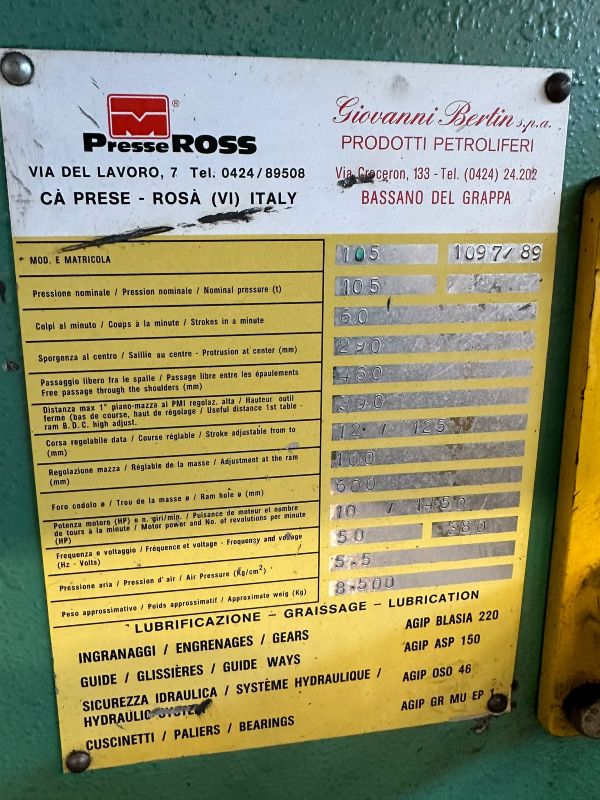 M ®
PresseROSS
VIA DEL LAVORO, 7 Tel. 0424/89508
CÀ PRESE - ROSÀ (VI) ITALY
Giovanni Bertin s.p.a.
PRODOTTI PETROLIFERI
Via Croceron, 133 - Tel. (0424) 24.202
BASSANO DEL GRAPPA
MOD. E MATRICOLA 105 1097/89
Pressione nominale / Pression nominale / Nominal pressure (t) 105
Colpi al minuto / Coups à la minute / Strokes in a minute 60
Sporgenza al centro / Saillie au centre - Protrusion at center (mm) 290
Passaggio libero fra le spalle / Passage libre entre les épaulements
Free passage through the shoulders (mm) 460
Distanza max 1° piano-mazza al PMI regolaz. alta / Hauteur outil
fermé (bas de course, haut de régolage / Useful distance 1st table -
ram B.D.C. high adjust. 390
Corsa regolabile data / Course réglable / Stroke adjustable from to
(mm) 12 / 125
Regolazione mazza / Réglable de la masse / Adjustment at the ram
(mm) 100
Foro codolo ø / Trou de la masse ø / Ram hole ø (mm) 600
Potenza motore (HP) e n. giri/min. / Puisance de moteur et nombre
de tours à la minute / Motor power and No. of revolutions per minute
(HP) 10 / 1450
Frequenza e voltaggio / Fréquence et voltage - Frequency and voltage
(Hz - Volts) 50 380
Pressione aria / Pression d'air / Air Pressure (Kg/cm²) 5.5
Peso approssimativo / Poids approssimatif / Approximate weig (Kg) 8.500
LUBRIFICAZIONE - GRAISSAGE - LUBRICATION
INGRANAGGI / ENGRENAGES / GEARS AGIP BLASIA 220
GUIDE / GLISSIÈRES / GUIDE WAYS AGIP ASP 150
SICUREZZA IDRAULICA / SYSTÈME HYDRAULIQUE /
HYDRAULIC SYSTEM AGIP OSO 46
CUSCINETTI / PALIERS / BEARINGS AGIP GR MU EP 1